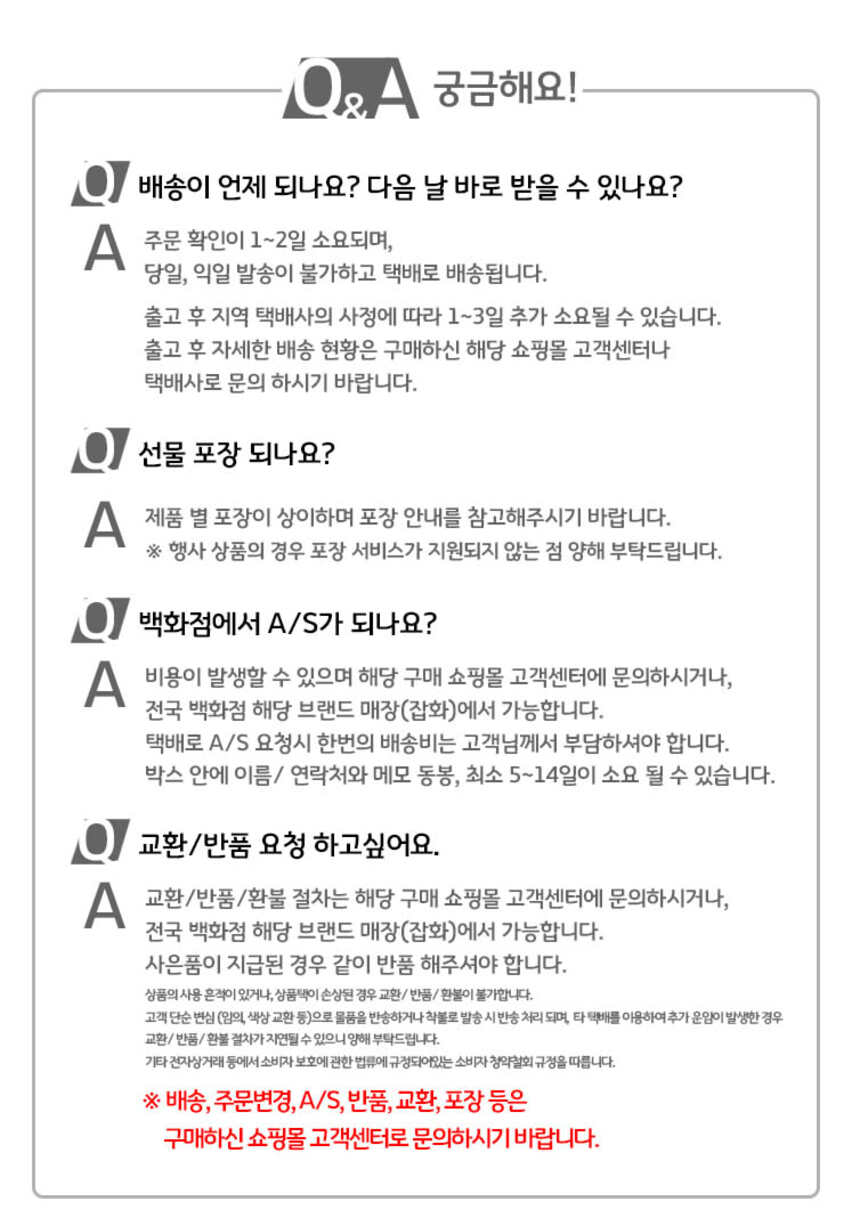 Q&A 궁금해요!
Q 배송이 언제 되나요? 다음 날 바로 받을 수 있나요?
A 주문 확인이 1~2일 소요되며,
당일, 익일 발송이 불가하고 택배로 배송됩니다.
출고 후 지역 택배사의 사정에 따라 1~3일 추가 소요될 수 있습니다.
출고 후 자세한 배송 현황은 구매하신 해당 쇼핑몰 고객센터나
택배사로 문의 하시기 바랍니다.
Q 선물 포장 되나요?
A 제품 별 포장이 상이하며 포장 안내를 참고해주시기 바랍니다.
※ 행사 상품의 경우 포장 서비스가 지원되지 않는 점 양해 부탁드립니다.
Q 백화점에서 A/S가 되나요?
A 비용이 발생할 수 있으며 해당 구매 쇼핑몰 고객센터에 문의하시거나,
전국 백화점 해당 브랜드 매장(잡화)에서 가능합니다.
택배로 A/S 요청시 한번의 배송비는 고객님께서 부담하셔야 합니다.
박스 안에 이름/ 연락처와 메모 동봉, 최소 5~14일이 소요 될 수 있습니다.
Q 교환/반품 요청 하고싶어요.
A 교환/반품/환불 절차는 해당 구매 쇼핑몰 고객센터에 문의하시거나,
전국 백화점 해당 브랜드 매장(잡화)에서 가능합니다.
사은품이 지급된 경우 같이 반품 해주셔야 합니다.
상품의 사용 흔적이 있거나, 상품택이 손상된 경우 교환/ 반품/ 환불이 불가합니다.
고객 단순 변심 (임의, 색상 교환 등)으로 물품을 반송하거나 착불로 발송 시 반송 처리 되며, 타 택배를 이용하여 추가 운임이 발생한 경우
교환/ 반품/ 환불 절차가 지연될 수 있으니 양해 부탁드립니다.
기타 전자상거래 등에서 소비자 보호에 관한 법류에 규정되어있는 소비자 청약철회 규정을 따릅니다.
※ 배송, 주문변경, A/S, 반품, 교환, 포장 등은
구매하신 쇼핑몰 고객센터로 문의하시기 바랍니다.